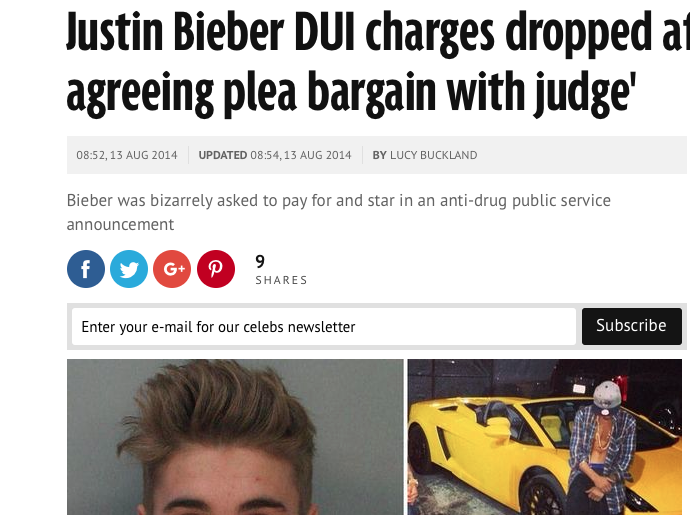 Justin Bieber DUI charges dropped af
agreeing plea bargain with judge'
08:52, 13 AUG 2014 UPDATED 08:54, 13 AUG 2014 BY LUCY BUCKLAND
Bieber was bizarrely asked to pay for and star in an anti-drug public service
announcement
f G+ 9
SHARES
Enter your e-mail for our celebs newsletter Subscribe